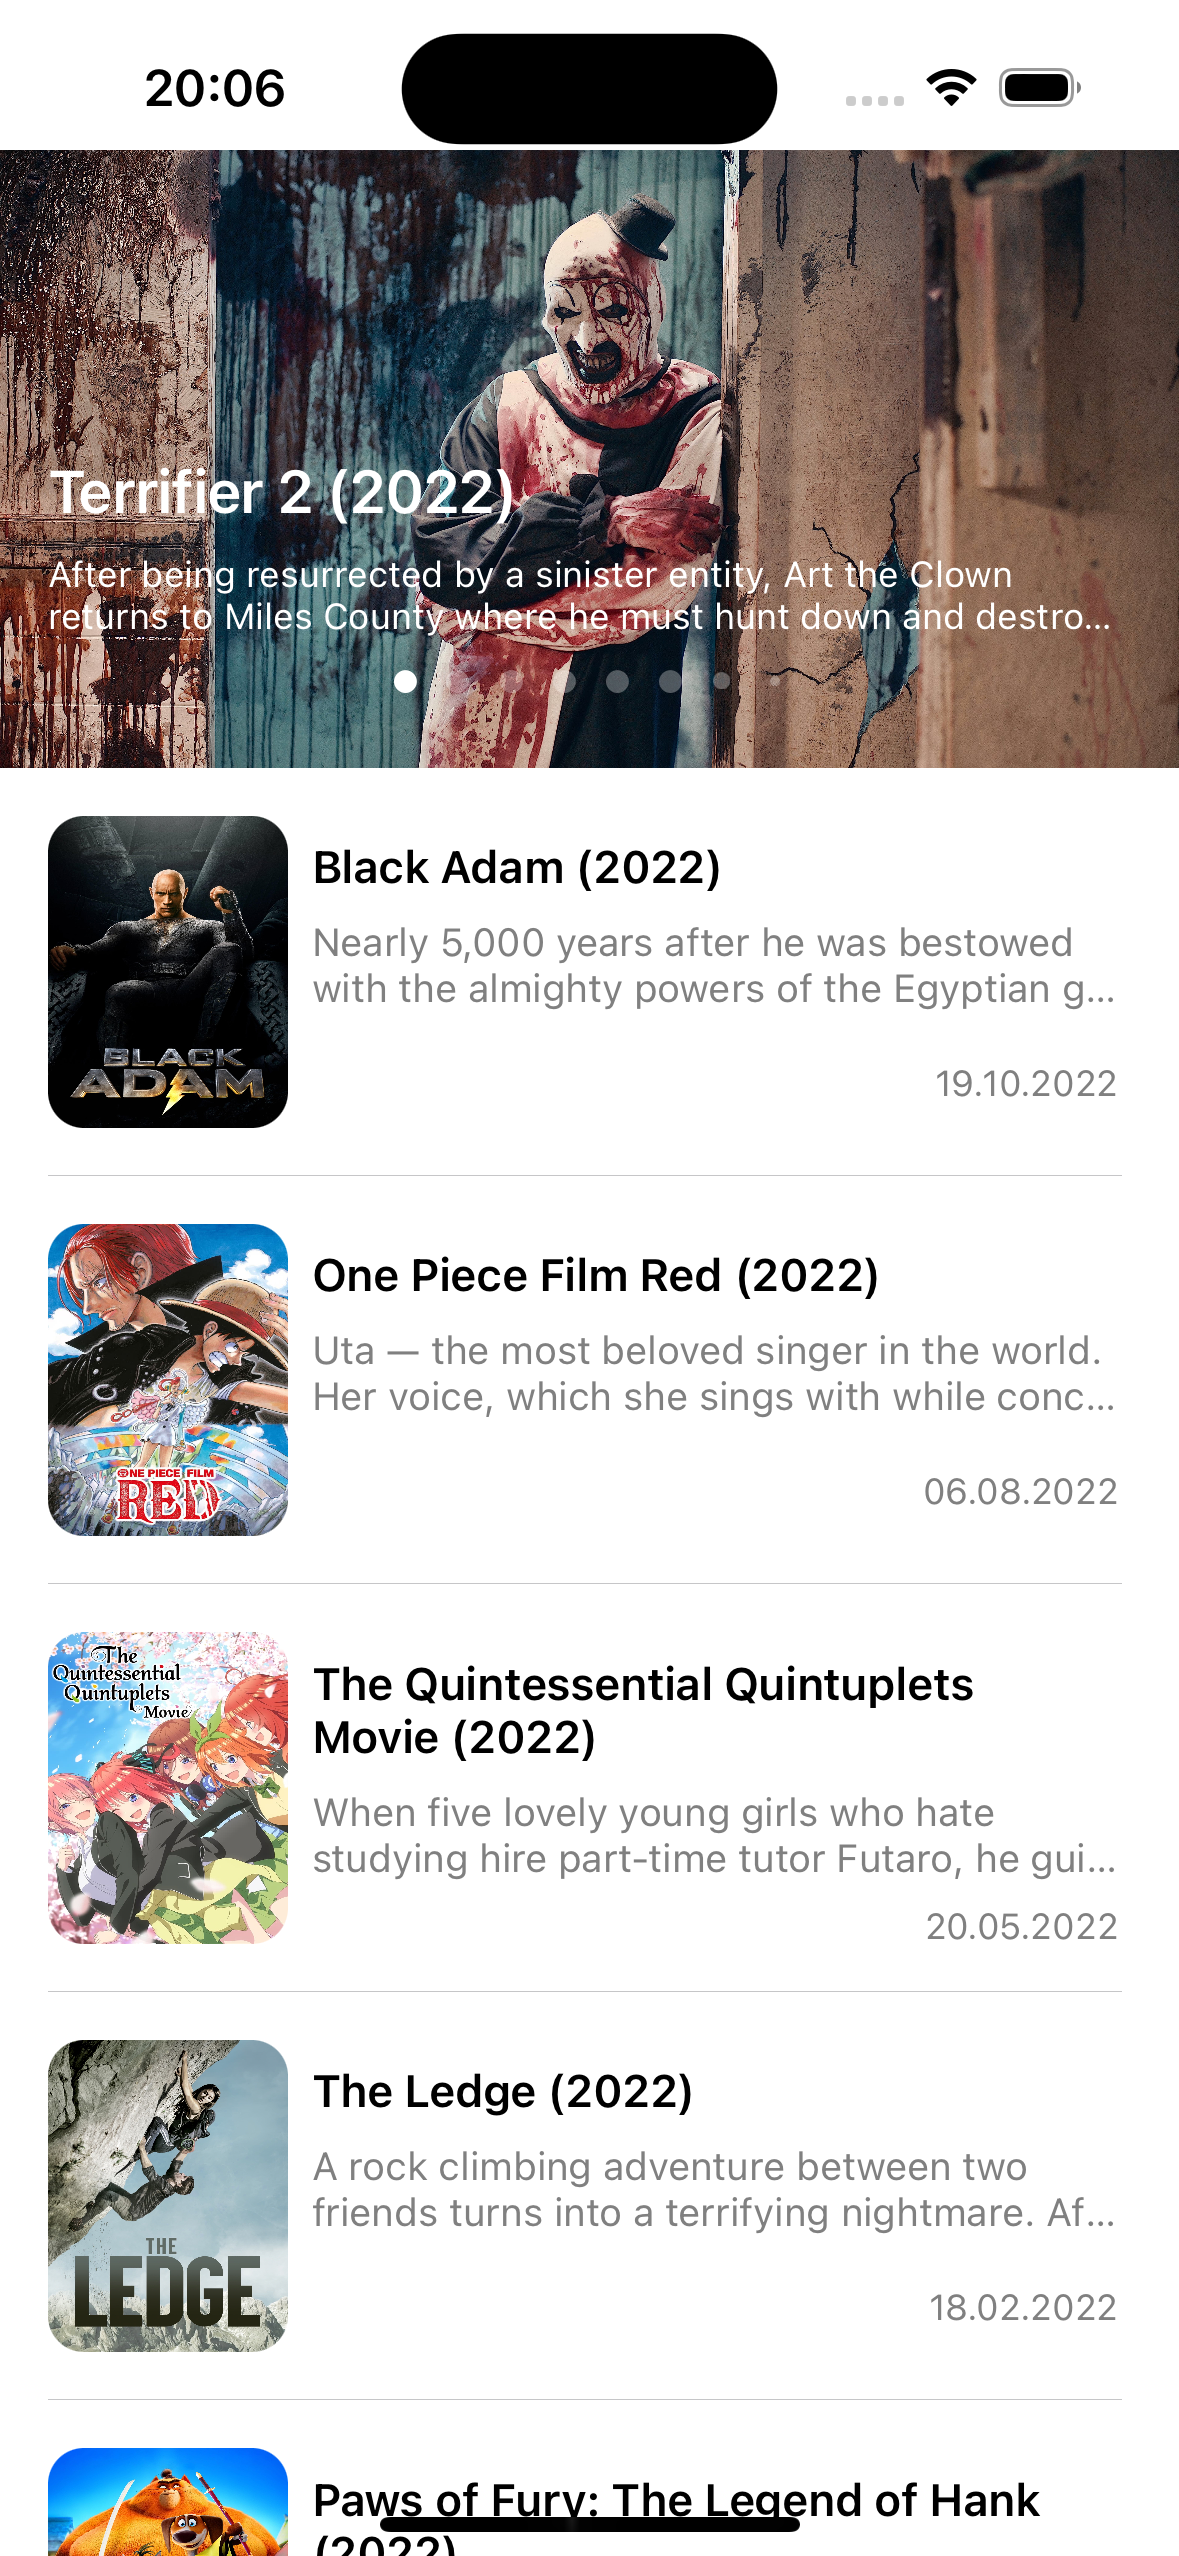 20:06
Terrifier 2 (2022)
After being resurrected by a sinister entity, Art the Clown
returns to Miles County where he must hunt down and destro...
BLACK
ADAM
Black Adam (2022)
Nearly 5,000 years after he was bestowed
with the almighty powers of the Egyptian g...
19.10.2022
ONE PIECE FILM
RED
One Piece Film Red (2022)
Uta — the most beloved singer in the world.
Her voice, which she sings with while conc...
06.08.2022
The
Quintessential
Quintuplets
Movie
The Quintessential Quintuplets
Movie (2022)
When five lovely young girls who hate
studying hire part-time tutor Futaro, he gui...
20.05.2022
THE
LEDGE
The Ledge (2022)
A rock climbing adventure between two
friends turns into a terrifying nightmare. Af...
18.02.2022
Paws of Fury: The Legend of Hank
(2022)